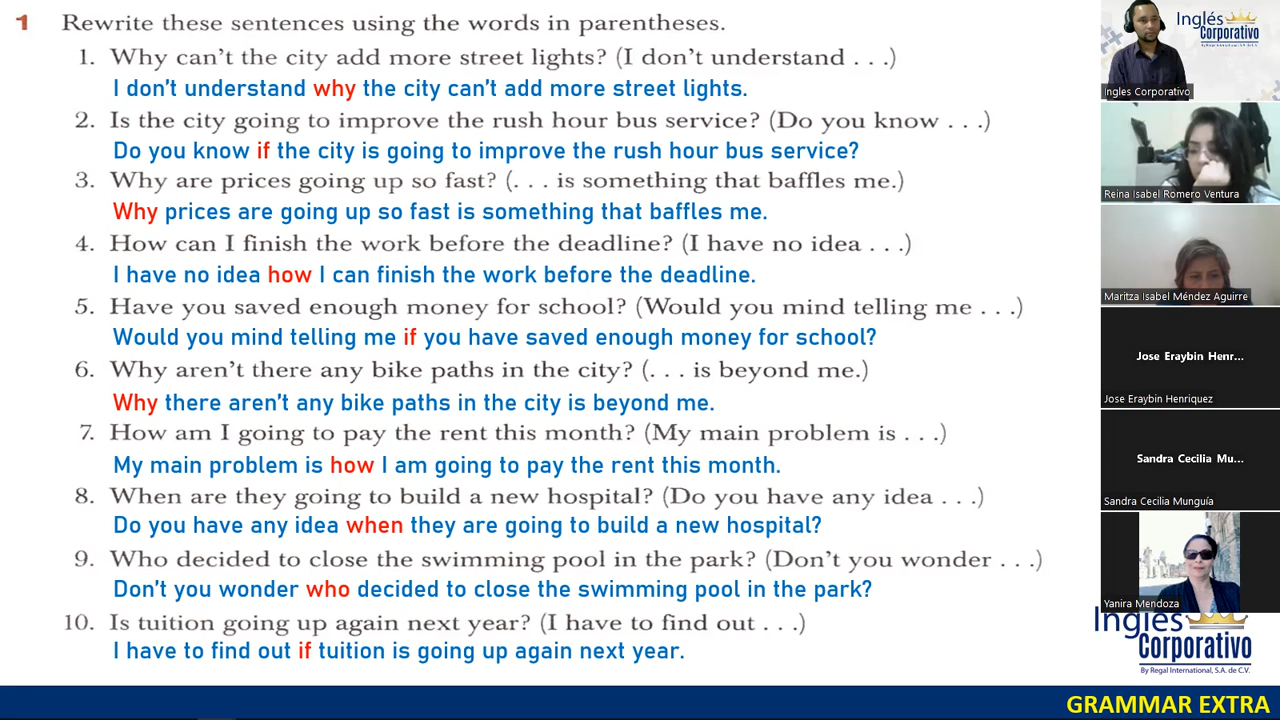 1 Rewrite these sentences using the words in parentheses.
1. Why can't the city add more street lights? (I don't understand . . .)
I don't understand why the city can't add more street lights.
2. Is the city going to improve the rush hour bus service? (Do you know . . .)
Do you know if the city is going to improve the rush hour bus service?
3. Why are prices going up so fast? (. . . is something that baffles me.)
Why prices are going up so fast is something that baffles me.
4. How can I finish the work before the deadline? (I have no idea . . .)
I have no idea how I can finish the work before the deadline.
5. Have you saved enough money for school? (Would you mind telling me . . .)
Would you mind telling me if you have saved enough money for school?
6. Why aren't there any bike paths in the city? (. . . is beyond me.)
Why there aren't any bike paths in the city is beyond me.
7. How am I going to pay the rent this month? (My main problem is . . .)
My main problem is how I am going to pay the rent this month.
8. When are they going to build a new hospital? (Do you have any idea . . .)
Do you have any idea when they are going to build a new hospital?
9. Who decided to close the swimming pool in the park? (Don't you wonder . . .)
Don't you wonder who decided to close the swimming pool in the park?
10. Is tuition going up again next year? (I have to find out . . .)
I have to find out if tuition is going up again next year.
Inglés
Corporativo
Ingles Corporativo
Reina Isabel Romero Ventura
Maritza Isabel Méndez Aguirre
Jose Eraybin Henr...
Jose Eraybin Henriquez
Sandra Cecilia Mu...
Sandra Cecilia Munguía
Yanira Mendoza
Inglés
Corporativo
By Regal International, S.A. de C.V.
GRAMMAR EXTRA